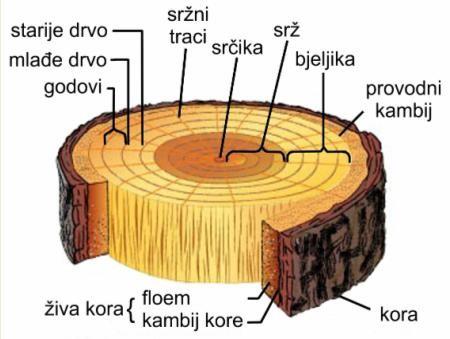 starije drvo
mlađe drvo
godovi
sržni
traci
srčika
srž
bjeljika
provodni
kambij
živa kora { floem
kambij kore
kora